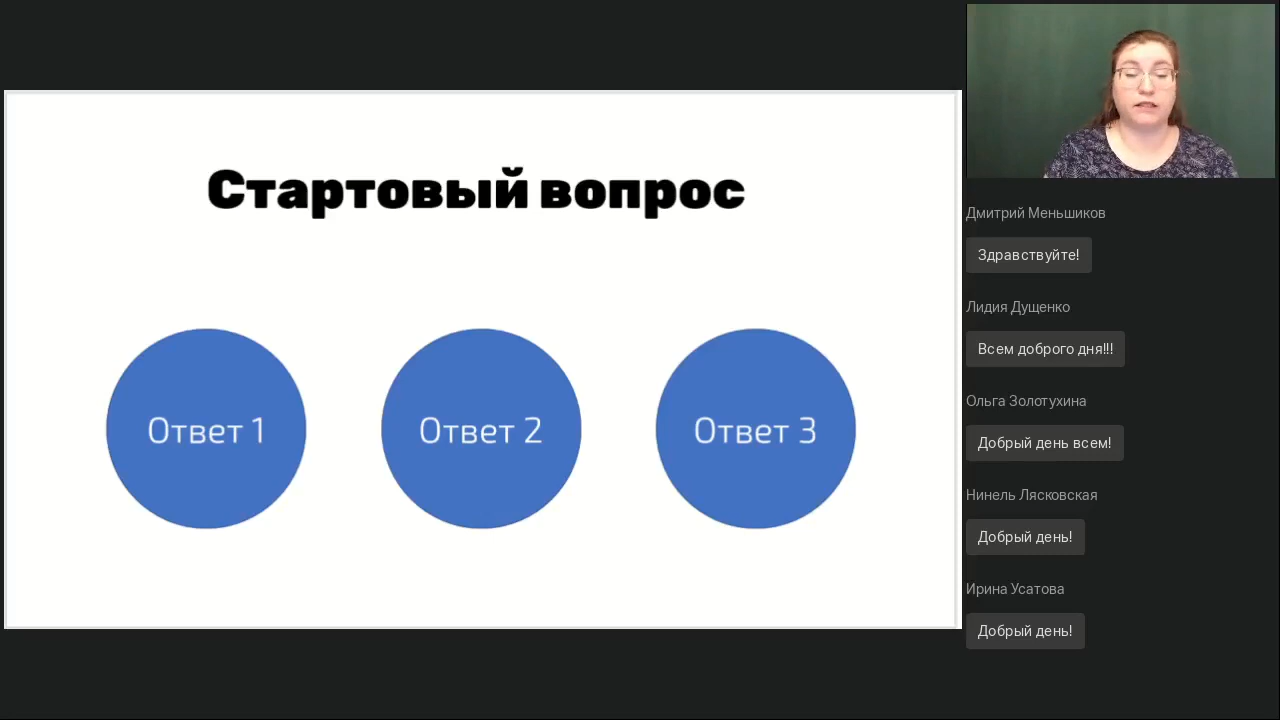 Стартовый вопрос
Ответ 1
Ответ 2
Ответ 3
Дмитрий Меньшиков
Здравствуйте!
Лидия Дущенко
Всем доброго дня!!!
Ольга Золотухина
Добрый день всем!
Нинель Лясковская
Добрый день!
Ирина Усатова
Добрый день!